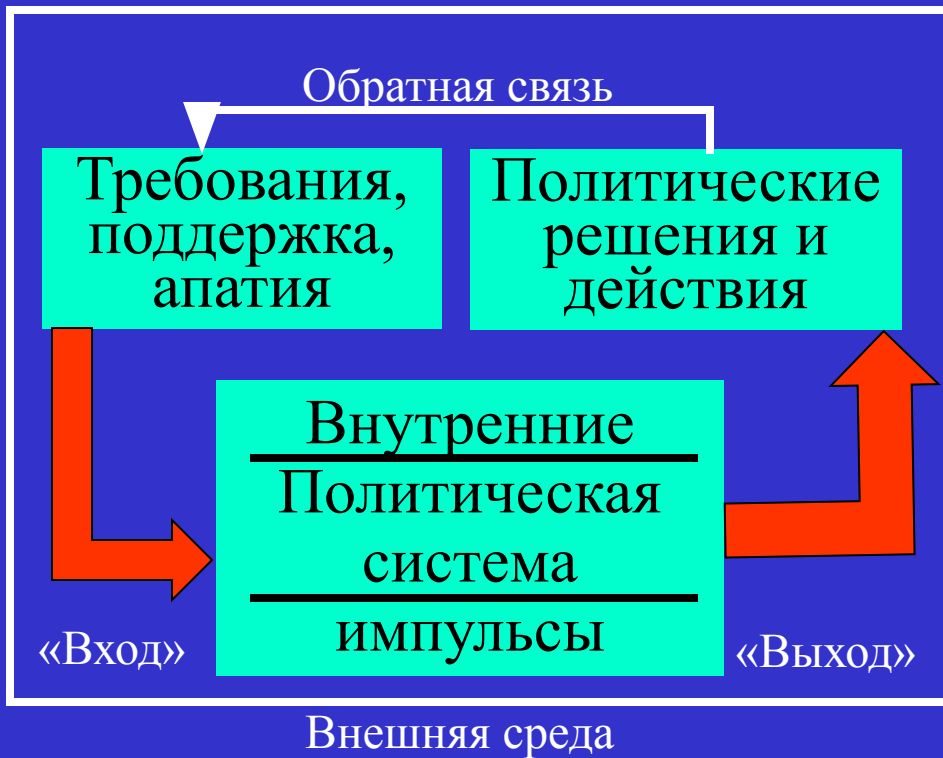 Обратная связь
Требования,
поддержка,
апатия
Политические
решения и
действия
Внутренние
Политическая
система
импульсы
«Вход»
«Выход»
Внешняя среда